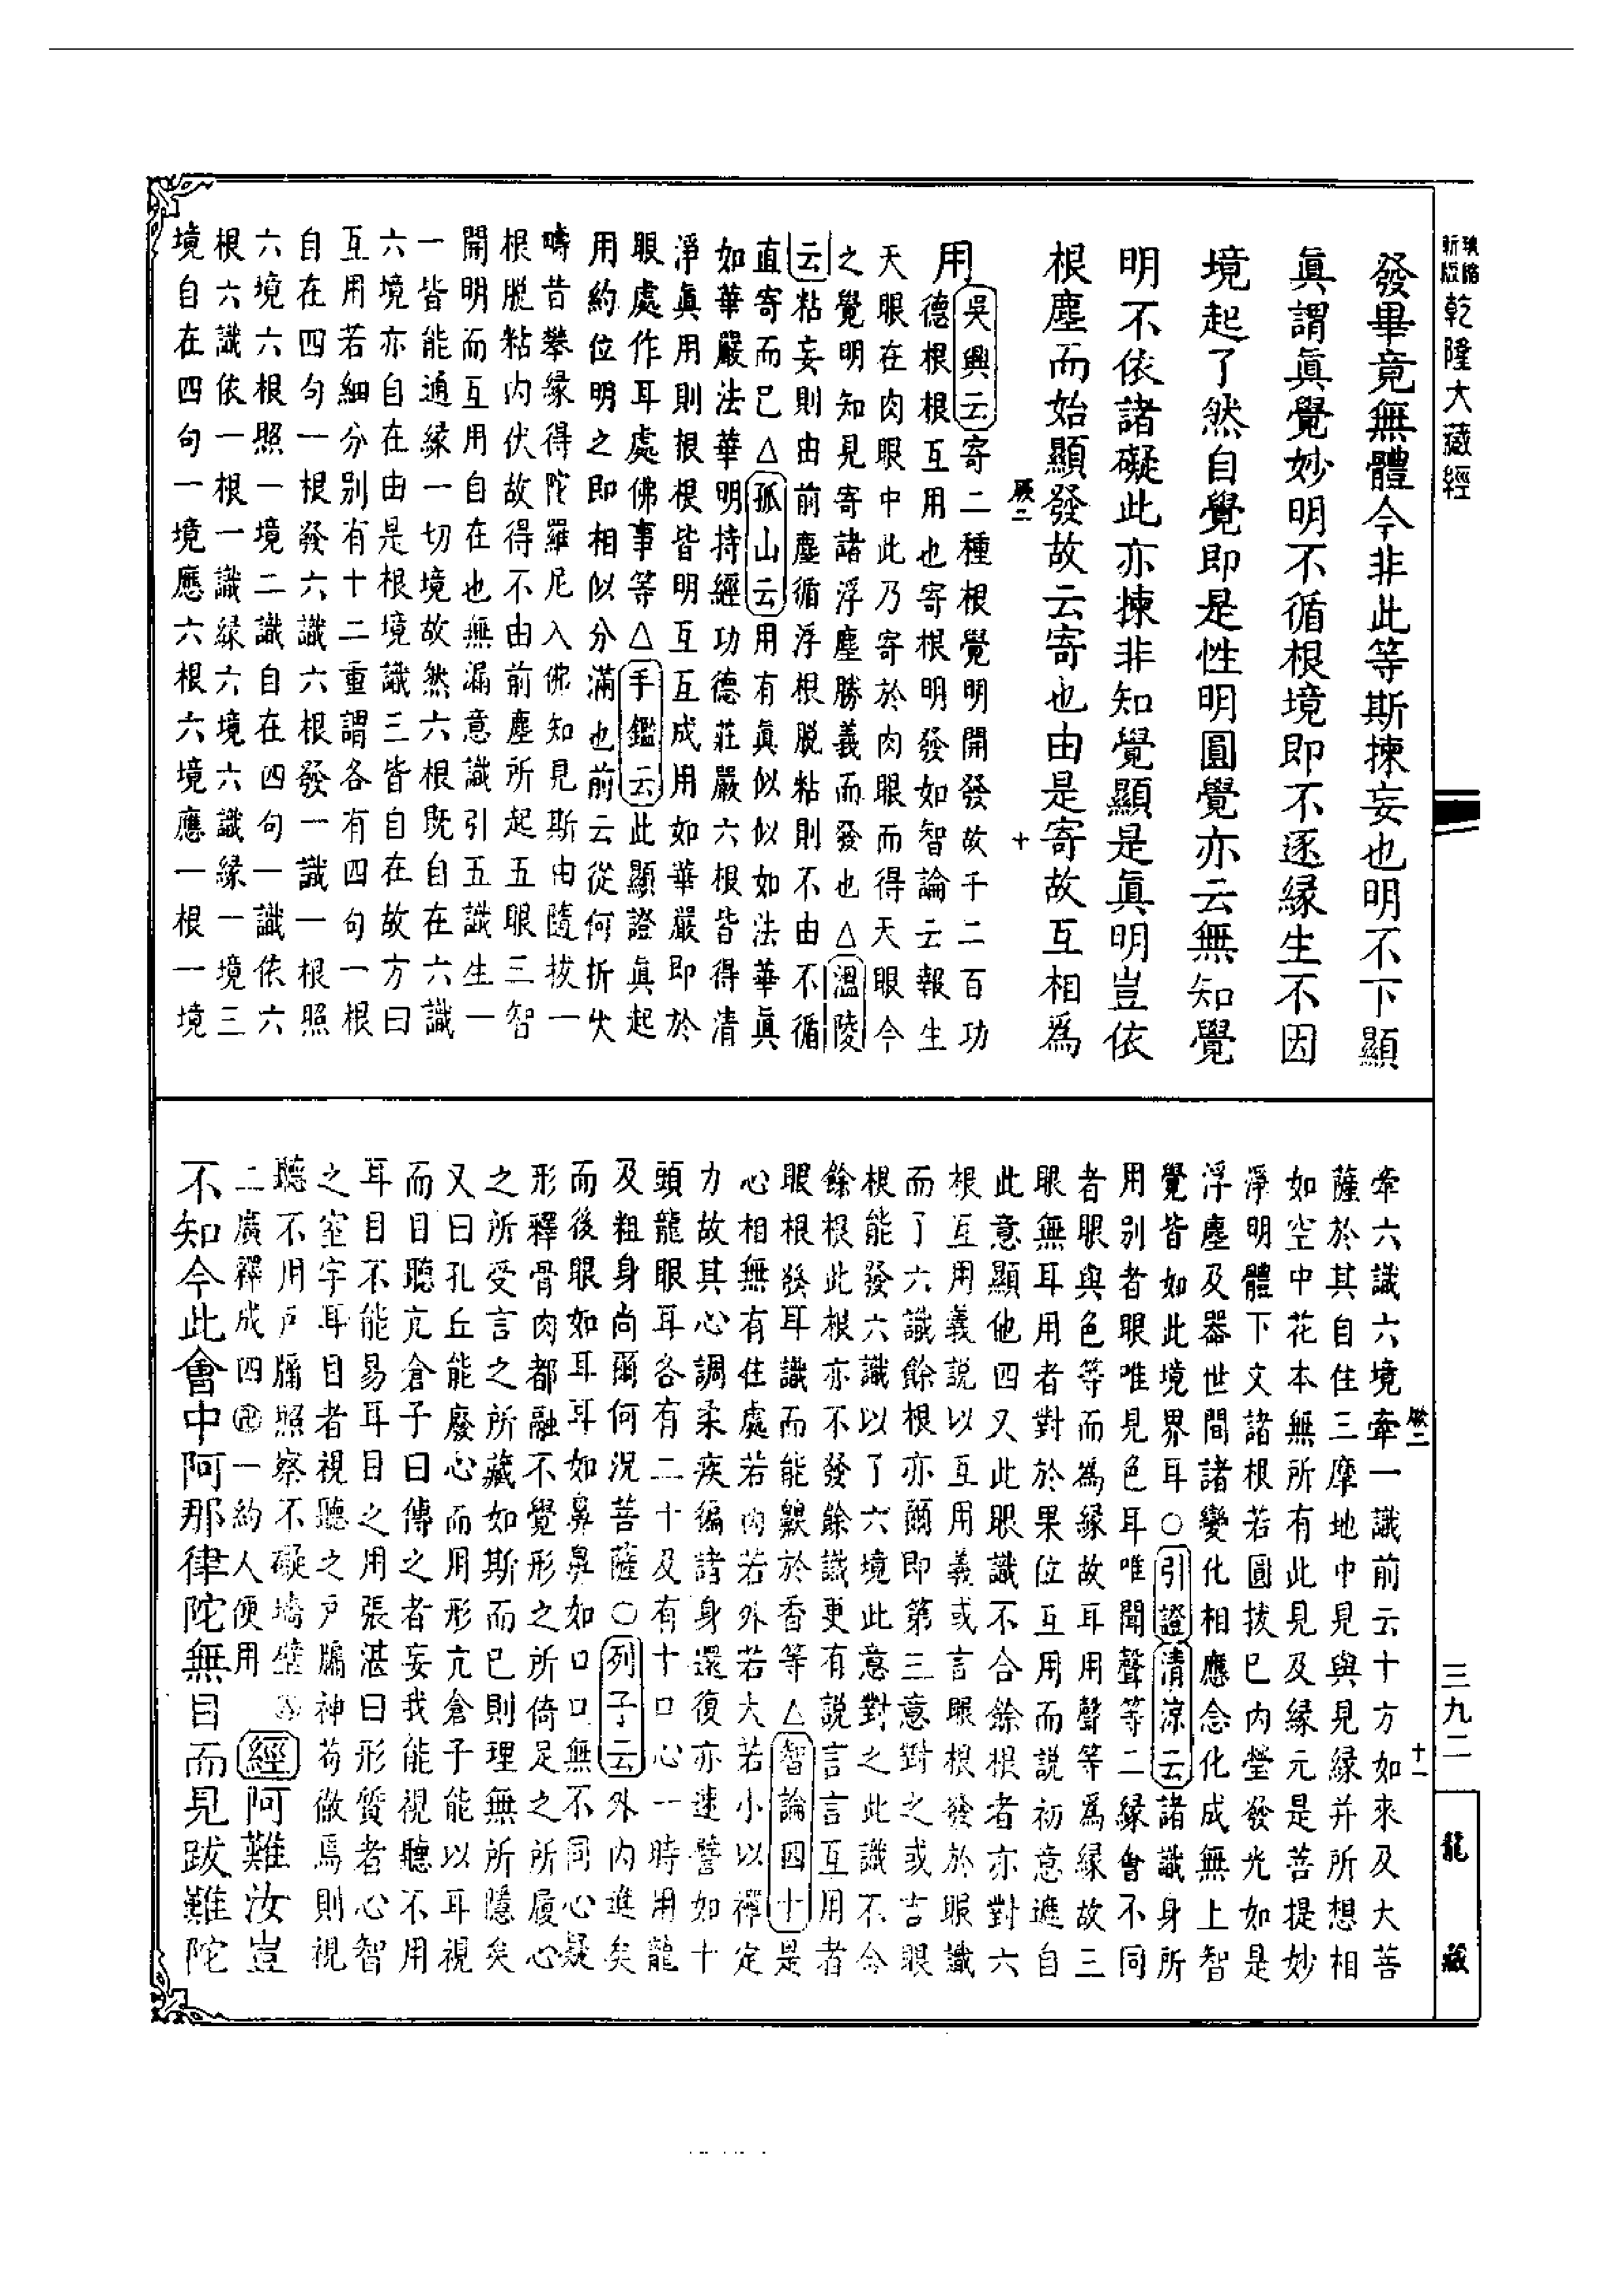 乾隆大藏經
發畢竟無體今非此等斯揀妄也明不下顯
眞謂眞覺妙明不循根境即不逐緣生不因
境起了然自覺即是性明圓覺亦云無知覺
明不依諸礙此亦揀非知覺顯是眞明豈依
根塵而始顯發故云寄也由是寄故互相爲
十
用
吳興云寄二種根覺明開發故千二百功
德根根互用也寄根明發如智論云報生
天眼在肉眼中此乃寄於肉眼而得天眼今
之覺明知見寄諸浮塵勝義而發也△溫陵
云粘妄則由前塵循浮根脫粘則不由不循
直寄而已△孤山云用有眞似似如法華眞
如華嚴法華明持經功德莊嚴六根皆得清
淨眞用則根根皆明互互成用如華嚴即於
眼處作耳處佛事等△手鑑云此顯證眞起
用約位明之即相似分滿也前云從何折伏
疇昔攀緣得陀羅尼入佛知見斯由隨拔一
根脫粘內伏故得不由前塵所起五眼三智
開明而互用自在也無漏意識引五識生一
一皆能通緣一切境故然六根既自在六識
六境亦自在由是根境識三皆自在故方曰
互用若細分別有十二重謂各有四句一根
自在四句一根發六識六根發一識一根照
六境六根照一境二識自在四句一識依六
根六識依一根一識緣六境六識緣一境三
境自在四句一境應六根六境應一根一境
牽六識六境牽一識前云十方如來及大菩
薩於其自住三摩地中見與見緣并所想相
如空中花本無所有此見及緣元是菩提妙
淨明體下文諸根若圓拔已內瑩發光如是
浮塵及器世間諸變化相應念化成無上智
覺皆如此境界耳○引證清涼云諸識身所
用別者眼唯見色耳唯聞聲等二緣會不同
者眼與色等而為緣故耳用聲等為緣故三
眼無耳用者對於果位互用而說初意遮自
此意顯他四又此眼識不合餘根者亦對六
根互用義說以互用義或言眼根發於眼識
而了六識餘根亦爾即第三意對之或言眼
根能發六識以了六境此意對之此識不令
餘根此根亦不發餘識更有說言言互用者
眼根發耳識而能齅於香等△智論四十是
心相無有住處若內若外若大若小以禪定
力故其心調柔疾徧諸身還復亦速譬如十
頭龍眼耳各有二十及有十口心一時用龍
及粗身尚爾何況菩薩○列子云外內進矣
而後眼如耳耳如鼻鼻如口口無不同心凝
形釋骨肉都融不覺形之所倚足之所履心
之所受言之所藏如斯而已則理無所隱矣
又曰孔丘能廢心而用形亢倉子能以耳視
而目聽亢倉子曰傳之者妄我能視聽不用
耳目不能易耳目之用張湛曰形質者心智
之室宇耳目者視聽之戶牖神苟徹焉則視
聽不用戶牖照察不礙墻壁
二廣釋成四 一約人便用 經阿難汝豈
不知今此會中阿那律陀無目而見跋難陀
三九二
十一
龍
藏